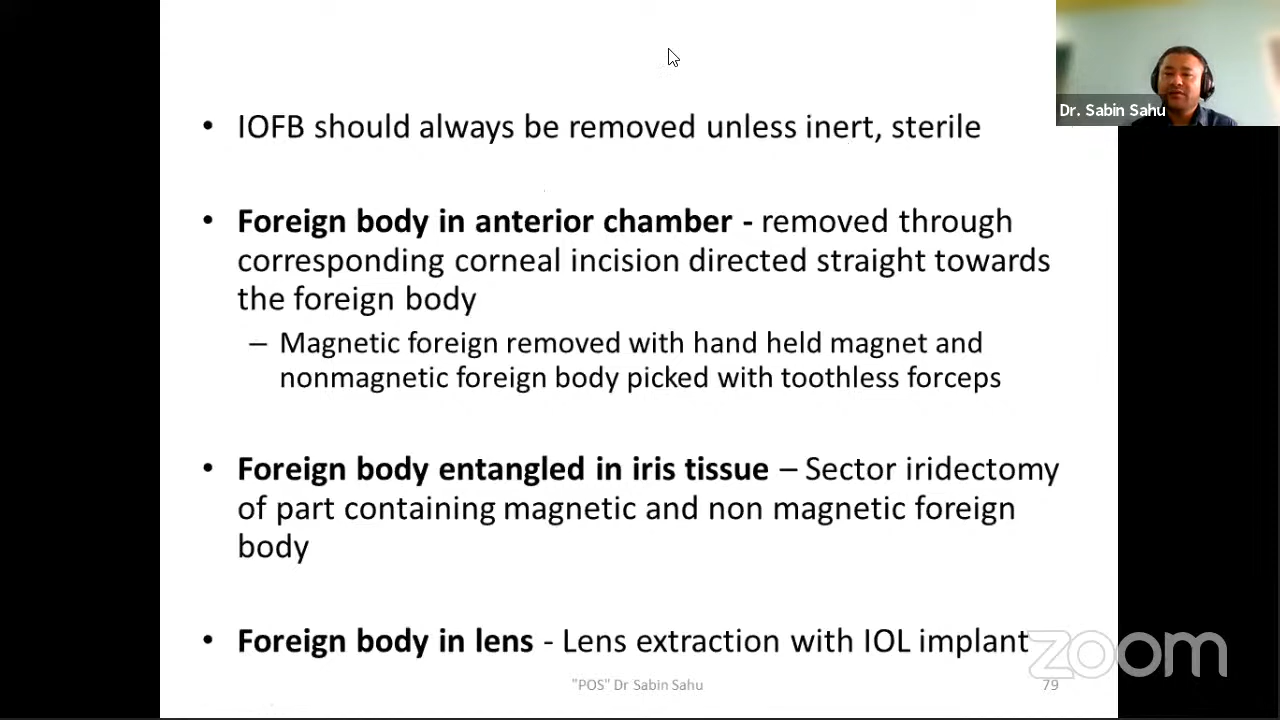 • IOFB should always be removed unless inert, sterile
• Foreign body in anterior chamber - removed through
corresponding corneal incision directed straight towards
the foreign body
– Magnetic foreign removed with hand held magnet and
nonmagnetic foreign body picked with toothless forceps
• Foreign body entangled in iris tissue – Sector iridectomy
of part containing magnetic and non magnetic foreign
body
• Foreign body in lens - Lens extraction with IOL implant
"POS" Dr Sabin Sahu
79
Dr. Sabin Sahu
zoom